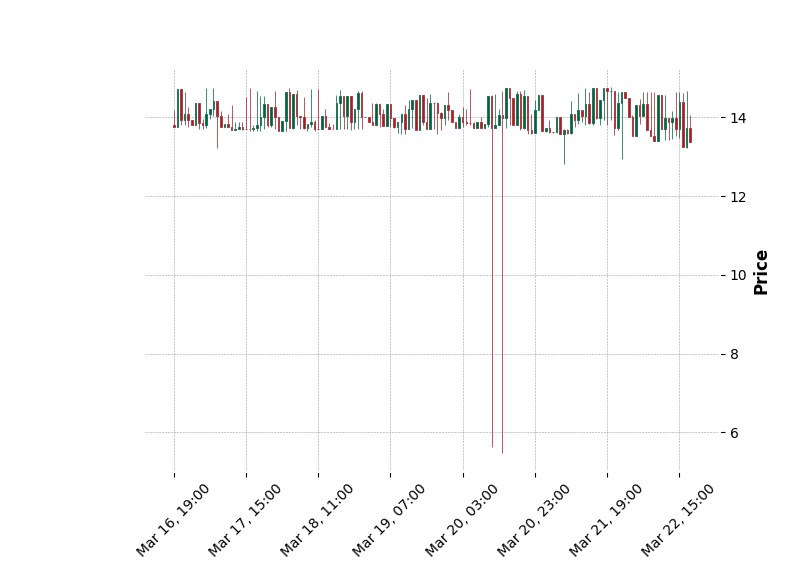 14
12
10
8
6
Price
Mar 16, 19:00
Mar 17, 15:00
Mar 18, 11:00
Mar 19, 07:00
Mar 20, 03:00
Mar 20, 23:00
Mar 21, 19:00
Mar 22, 15:00